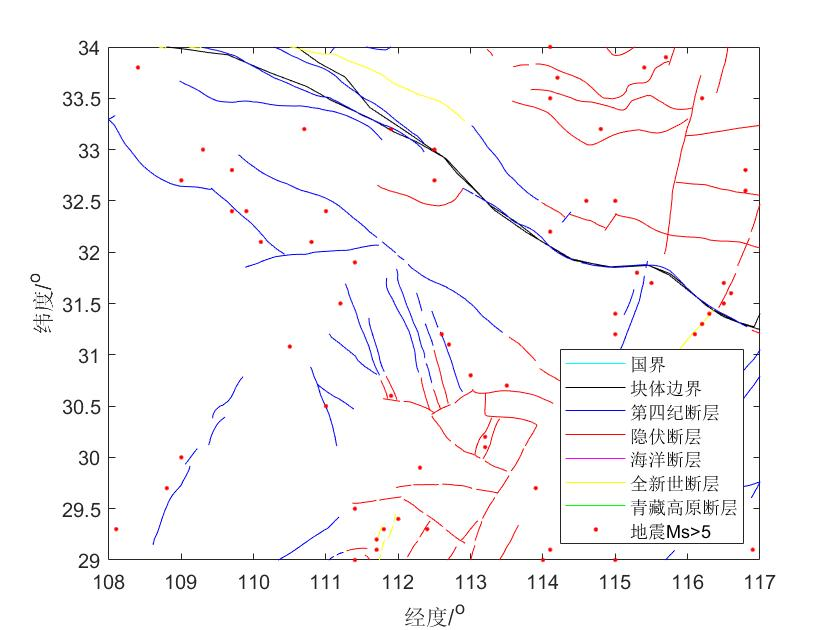 34
33.5
33
32.5
32
31.5
31
30.5
30
29.5
29
纬度/o
国界
块体边界
第四纪断层
隐伏断层
海洋断层
全新世断层
青藏高原断层
地震Ms>5
108 109 110 111 112 113 114 115 116 117
经度/o